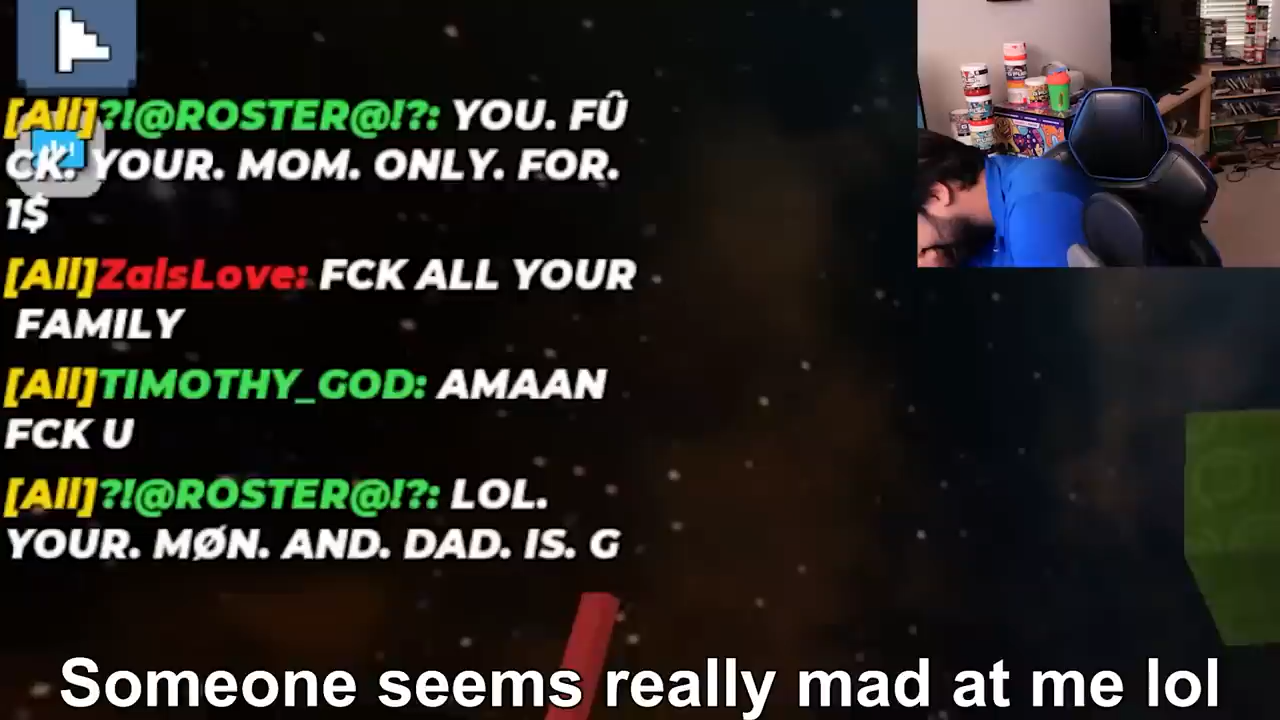 [All]?!@ROSTER@!?: YOU. FÛ
CK. YOUR. MOM. ONLY. FOR.
1$
[All]ZalsLove: FCK ALL YOUR
FAMILY
[All]TIMOTHY_GOD: AMAAN
FCK U
[All]?!@ROSTER@!?: LOL.
YOUR. MØN. AND. DAD. IS. G
Someone seems really mad at me lol